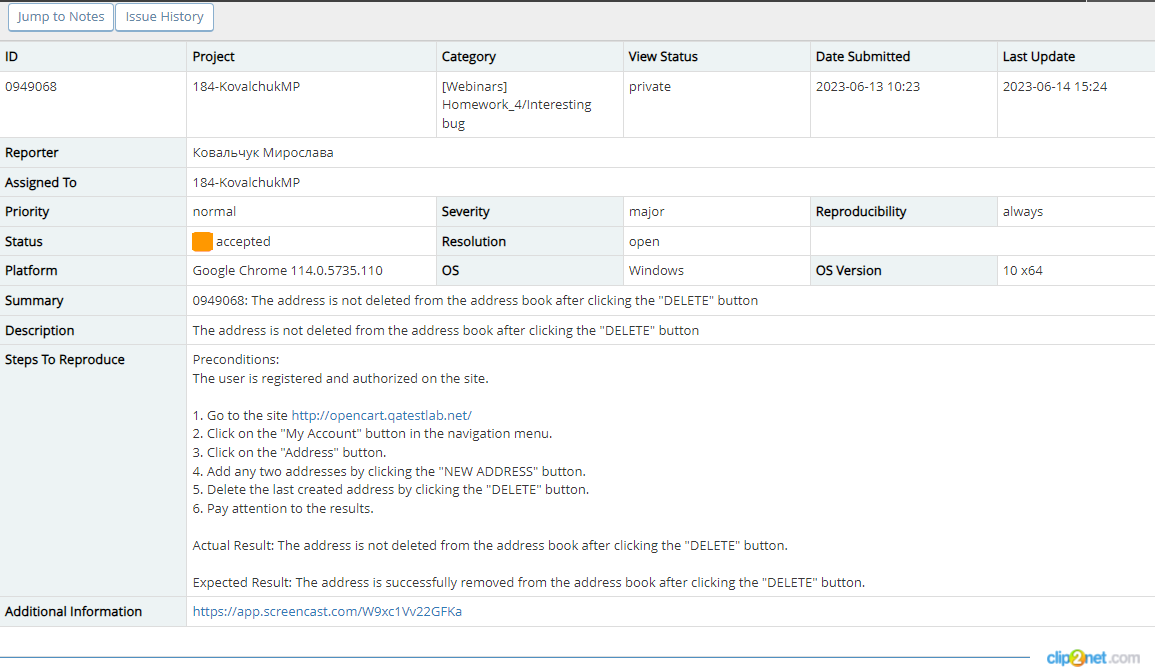 Jump to Notes Issue History
ID Project Category View Status Date Submitted Last Update
0949068 184-KovalchukMP [Webinars] private 2023-06-13 10:23 2023-06-14 15:24
Homework_4/Interesting
bug
Reporter Ковальчук Мирослава
Assigned To 184-KovalchukMP
Priority normal Severity major Reproducibility always
Status accepted Resolution open
Platform Google Chrome 114.0.5735.110 OS Windows OS Version 10 x64
Summary 0949068: The address is not deleted from the address book after clicking the "DELETE" button
Description The address is not deleted from the address book after clicking the "DELETE" button
Steps To Reproduce Preconditions:
The user is registered and authorized on the site.
1. Go to the site http://opencart.qatestlab.net/
2. Click on the "My Account" button in the navigation menu.
3. Click on the "Address" button.
4. Add any two addresses by clicking the "NEW ADDRESS" button.
5. Delete the last created address by clicking the "DELETE" button.
6. Pay attention to the results.
Actual Result: The address is not deleted from the address book after clicking the "DELETE" button.
Expected Result: The address is successfully removed from the address book after clicking the "DELETE" button.
Additional Information https://app.screencast.com/W9xc1Vv22GFKa
clip2net.com